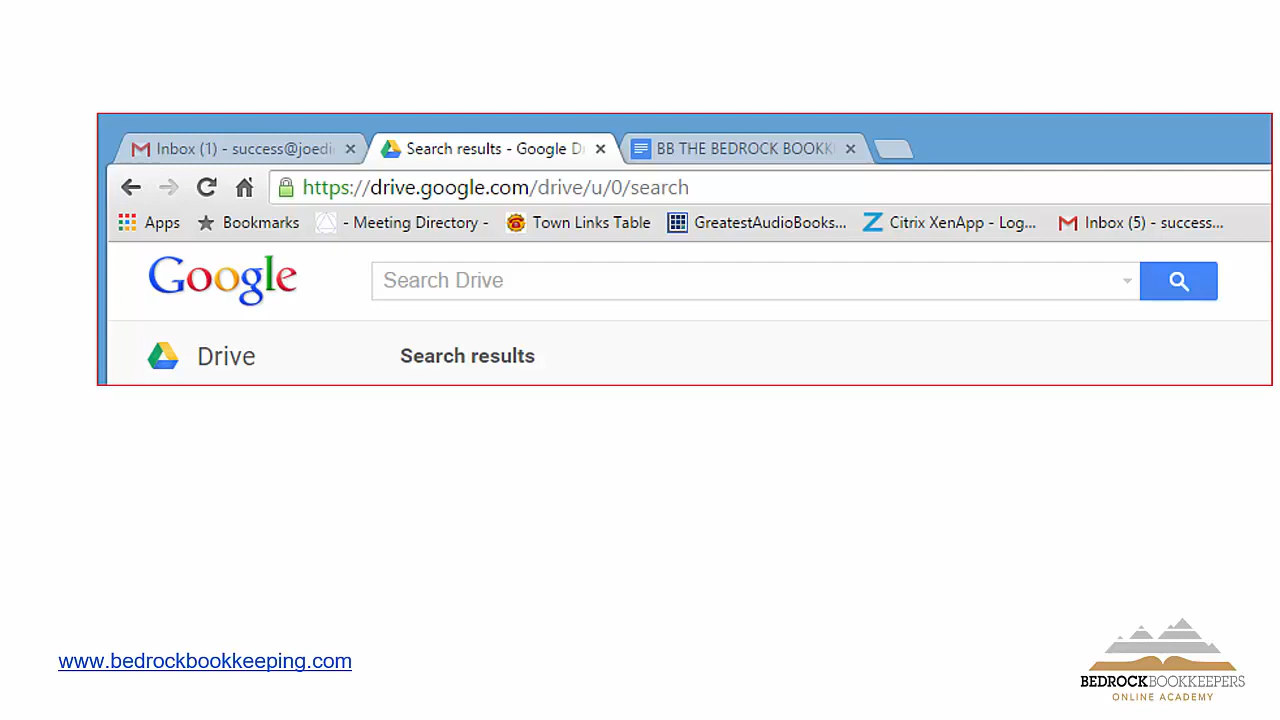 Inbox (1) - success@joedi
Search results - Google D
BB THE BEDROCK BOOKK
https://drive.google.com/drive/u/0/search
Apps Bookmarks - Meeting Directory - Town Links Table GreatestAudioBooks... Citrix XenApp - Log... Inbox (5) - success...
Google Search Drive
Drive Search results
www.bedrockbookkeeping.com
BEDROCKBOOKKEEPERS
ONLINE ACADEMY